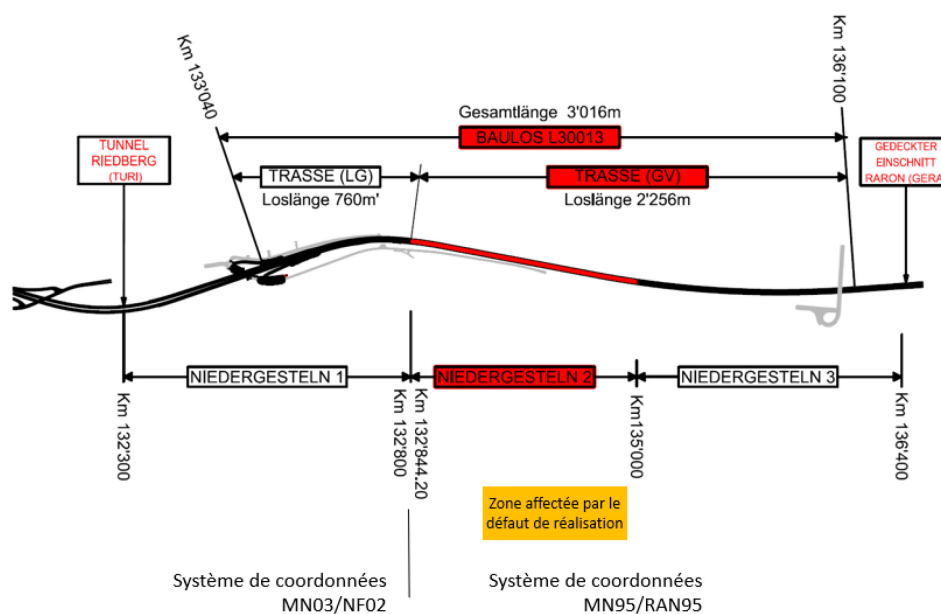 Km 133'040
Km 136'100
Gesamtlänge 3'016m
BAULOS L30013
TUNNEL
RIEDBERG
(TURI)
GEDECKTER
EINSCHNITT
RARON (GERA)
TRASSE (LG)
TRASSE (GV)
Loslänge 760m'
Loslänge 2'256m
NIEDERGESTELN 1
NIEDERGESTELN 2
NIEDERGESTELN 3
Km 132'300
Km 132'800
Km 132'844.20
Km135'000
Km 136'400
Zone affectée par le
défaut de réalisation
Système de coordonnées
MN03/NF02
Système de coordonnées
MN95/RAN95